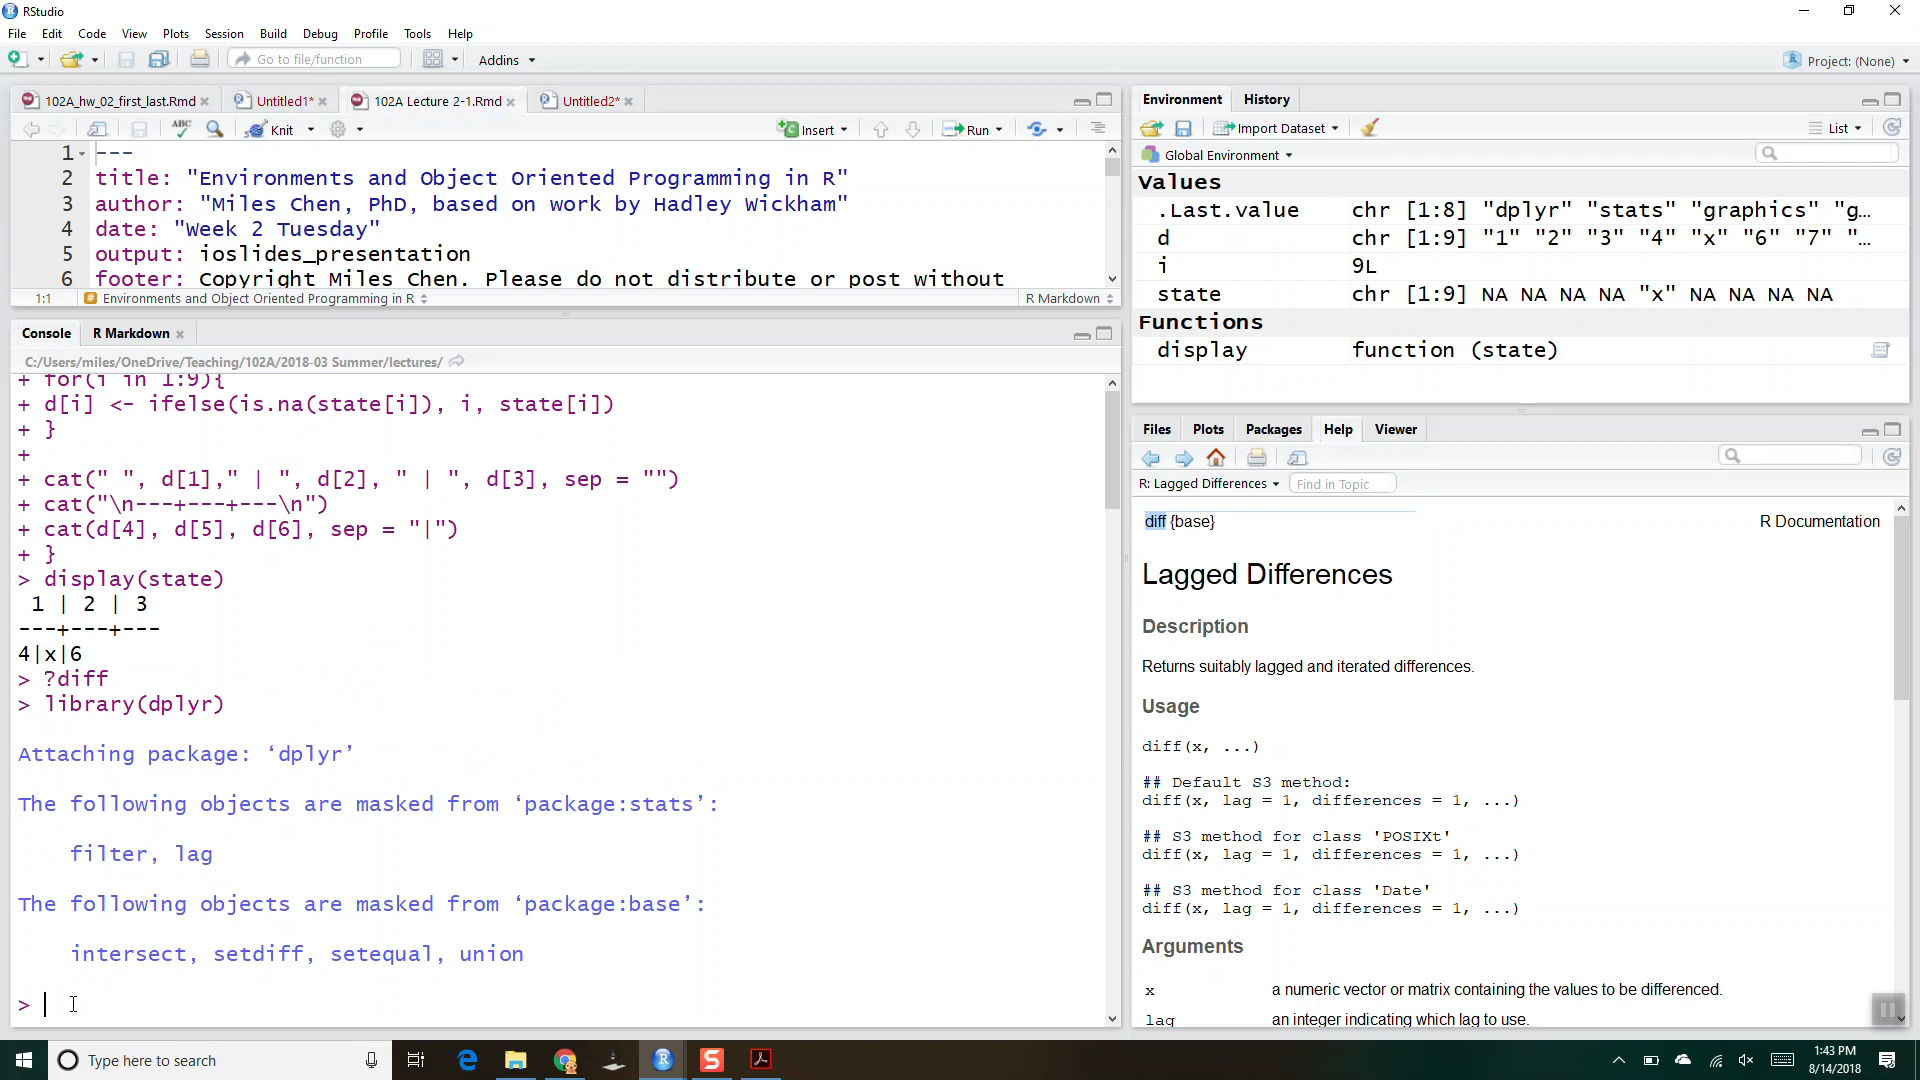 RStudio
File Edit Code View Plots Session Build Debug Profile Tools Help
Go to file/function
Addins
Project: (None)
102A_hw_02_first_last.Rmd
Untitled1*
102A Lecture 2-1.Rmd
Untitled2*
ABC
Knit
Insert
Run
1 ---
2 title: "Environments and Object Oriented Programming in R"
3 author: "Miles Chen, PhD, based on work by Hadley Wickham"
4 date: "Week 2 Tuesday"
5 output: ioslides_presentation
6 footer: Copyright Miles Chen. Please do not distribute or post without
1:1 Environments and Object Oriented Programming in R R Markdown
Console R Markdown
C:/Users/miles/OneDrive/Teaching/102A/2018-03 Summer/lectures/
+ for(i in 1:9){
+ d[i] <- ifelse(is.na(state[i]), i, state[i])
+ }
+
+ cat(" ", d[1]," | ", d[2], " | ", d[3], sep = "")
+ cat("\n---+---+---\n")
+ cat(d[4], d[5], d[6], sep = "|")
+ }
> display(state)
1 | 2 | 3
---+---+---
4|x|6
> ?diff
> library(dplyr)
Attaching package: ‘dplyr’
The following objects are masked from ‘package:stats’:
filter, lag
The following objects are masked from ‘package:base’:
intersect, setdiff, setequal, union
>
Environment History
Import Dataset
List
Global Environment
Values
.Last.value chr [1:8] "dplyr" "stats" "graphics" "g…
d chr [1:9] "1" "2" "3" "4" "x" "6" "7" "…
i 9L
state chr [1:9] NA NA NA NA "x" NA NA NA NA
Functions
display function (state)
Files Plots Packages Help Viewer
R: Lagged Differences
Find in Topic
diff {base} R Documentation
Lagged Differences
Description
Returns suitably lagged and iterated differences.
Usage
diff(x, ...)
## Default S3 method:
diff(x, lag = 1, differences = 1, ...)
## S3 method for class 'POSIXt'
diff(x, lag = 1, differences = 1, ...)
## S3 method for class 'Date'
diff(x, lag = 1, differences = 1, ...)
Arguments
x a numeric vector or matrix containing the values to be differenced.
lag an integer indicating which lag to use.
Type here to search
1:43 PM
8/14/2018